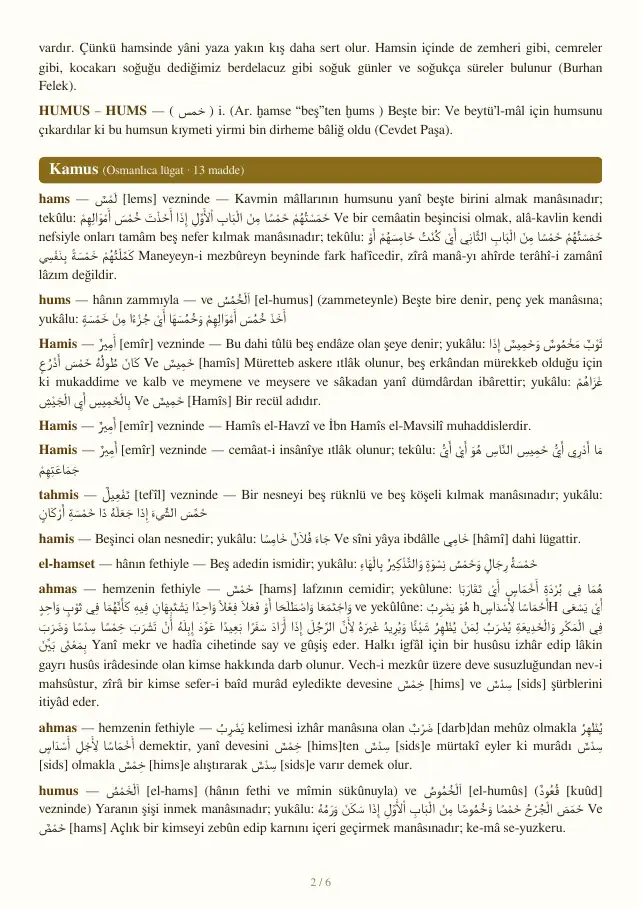 vardır. Çünkü hamsinde yâni yaza yakın kış daha sert olur. Hamsin içinde de zemheri gibi, cemreler
gibi, kocakarı soğuğu dediğimiz berdelacuz gibi soğuk günler ve soğukça süreler bulunur (Burhan
Felek).
HUMUS – HUMS — ( خمس ) i. (Ar. ḫamse “beş”ten ḫums ) Beşte bir: Ve beytü’l-mâl için humsunu
çıkardılar ki bu humsun kıymeti yirmi bin dirheme bâliğ oldu (Cevdet Paşa).
Kamus (Osmanlıca lügat · 13 madde)
hams — لَمْسٌ [lems] vezninde — Kavmin mâllarının humsunu yanî beşte birini almak manâsınadır;
tekûlu: خَمَسْتُهُمْ خَمْسًا مِنَ الْبَابِ اْلأَوَّلِ إِذَا أَخَذْتَ خُمْسَ أَمْوَالِهِمْ Ve bir cemâatin beşincisi olmak, alâ-kavlin kendi
nefsiyle onları tamâm beş nefer kılmak manâsınadır; tekûlu: خَمَسْتُهُمْ خَمْسًا مِنَ الْبَابِ الثَّانِي أَيْ كُنْتُ خَامِسَهُمْ أَوْ
كَمَلْتُهُمْ خَمْسَةً بِنَفْسِي Maneyeyn-i mezbûreyn beyninde fark hafîcedir, zîrâ manâ-yı ahîrde terâhî-i zamânî
lâzım değildir.
hums — hânın zammıyla — ve اَلْخُمُسُ [el-humus] (zammeteynle) Beşte bire denir, penç yek manâsına;
yukâlu: أَخَذَ خُمُسَ أَمْوَالِهِمْ وَخُمْسَهَا أَيْ جُزْءًا مِنْ خَمْسَةٍ
Hamis — أَمِيرٌ [emîr] vezninde — Bu dahi tûlü beş endâze olan şeye denir; yukâlu: ثَوْبٌ مَخْمُوسٌ وَخَمِيسٌ إِذَا
كَانَ طُولُهُ خَمْسَ أَذْرُعٍ Ve خَمِيسٌ [hamîs] Müretteb askere ıtlâk olunur, beş erkândan mürekkeb olduğu için
ki mukaddime ve kalb ve meymene ve meysere ve sâkadan yanî dümdârdan ibârettir; yukâlu: غَزَاهُمْ
بِالْخَمِيسِ أَيِ الْجَيْشِ Ve خَمِيسٌ [Hamîs] Bir recül adıdır.
Hamis — أَمِيرٌ [emîr] vezninde — Hamîs el-Havzî ve İbn Hamîs el-Mavsilî muhaddislerdir.
Hamis — أَمِيرٌ [emîr] vezninde — cemâat-i insânîye ıtlâk olunur; tekûlu: مَا أَدْرِي أَيُّ خَمِيسِ النَّاسِ هُوَ أَيْ أَيُّ
جَمَاعَتِهِمْ
tahmis — تَفْعِيلٌ [tefîl] vezninde — Bir nesneyi beş rüknlü ve beş köşeli kılmak manâsınadır; yukâlu:
خَمَّسَ الشَّيْءَ إِذَا جَعَلَهُ ذَا خَمْسَةِ أَرْكَانٍ
hamis — Beşinci olan nesnedir; yukâlu: جَاءَ فُلاَنٌ خَامِسًا Ve sîni yâya ibdâlle خَامِي [hâmî] dahi lügattir.
el-hamset — hânın fethiyle — Beş adedin ismidir; yukâlu: خَمْسَةُ رِجَالٍ وَخَمْسُ نِسْوَةٍ وَالتَّذْكِيرُ بِالْهَاءِ
ahmas — hemzenin fethiyle — خَمْسٌ [hams] lafzının cemidir; yekûlune: هُمَا فِي بُرْدَةِ أَخْمَاسٍ أَيْ تَقَارَبَا
وَاجْتَمَعَا وَاصْطَلَحَا أَوْ فَعَلاَ فِعْلاً وَاحِدًا يَشْتَبِهَانِ فِيهِ كَأَنَّهُمَا فِي ثَوْبٍ وَاحِدٍ ve yekûlûne: هُوَ يَضْرِبُ hأَخْمَاسًا لِأَسْدَاسٍH أَيْ يَسْعَى
فِي الْمَكْرِ وَالْخَدِيعَةِ يُضْرَبُ لِمَنْ يُظْهِرُ شَيْئًا وَيُرِيدُ غَيْرَهُ لِأَنَّ الرَّجُلَ إِذَا أَرَادَ سَفَرًا بَعِيدًا عَوَّدَ إِبِلَهُ أَنْ تَشْرَبَ خِمْسًا سِدْسًا وَضَرَبَ
بِمَعْنَى بَيَّنَ Yanî mekr ve hadîa cihetinde say ve gûşiş eder. Halkı igfâl için bir husûsu izhâr edip lâkin
gayrı husûs irâdesinde olan kimse hakkında darb olunur. Vech-i mezkûr üzere deve susuzluğundan nev-i
mahsûstur, zîrâ bir kimse sefer-i baîd murâd eyledikte devesine خِمْسٌ [hims] ve سِدْسٌ [sids] şürblerini
itiyâd eder.
ahmas — hemzenin fethiyle — يَضْرِبُ kelimesi izhâr manâsına olan ضَرْبٌ [darb]dan mehûz olmakla يُظْهِرُ
أَخْمَاسًا لِأَجْلِ أَسْدَاسٍ demektir, yanî devesini خِمْسٌ [hims]ten سِدْسٌ [sids]e mürtakî eyler ki murâdı سِدْسٌ
[sids] olmakla خِمْسٌ [hims]e alıştırarak سِدْسٌ [sids]e varır demek olur.
humus — اَلْخَمْصُ [el-hams] (hânın fethi ve mîmin sükûnuyla) ve اَلْخُمُوصُ [el-humûs] (قُعُودٌ [kuûd]
vezninde) Yaranın şişi inmek manâsınadır; yukâlu: خَمَصَ الْجُرْحُ خَمْصًا وَخُمُوصًا مِنَ الْبَابِ اْلأَوَّلِ إِذَا سَكَنَ وَرَمُهُ Ve
خَمْصٌ [hams] Açlık bir kimseyi zebûn edip karnını içeri geçirmek manâsınadır; ke-mâ se-yuzkeru.
2 / 6